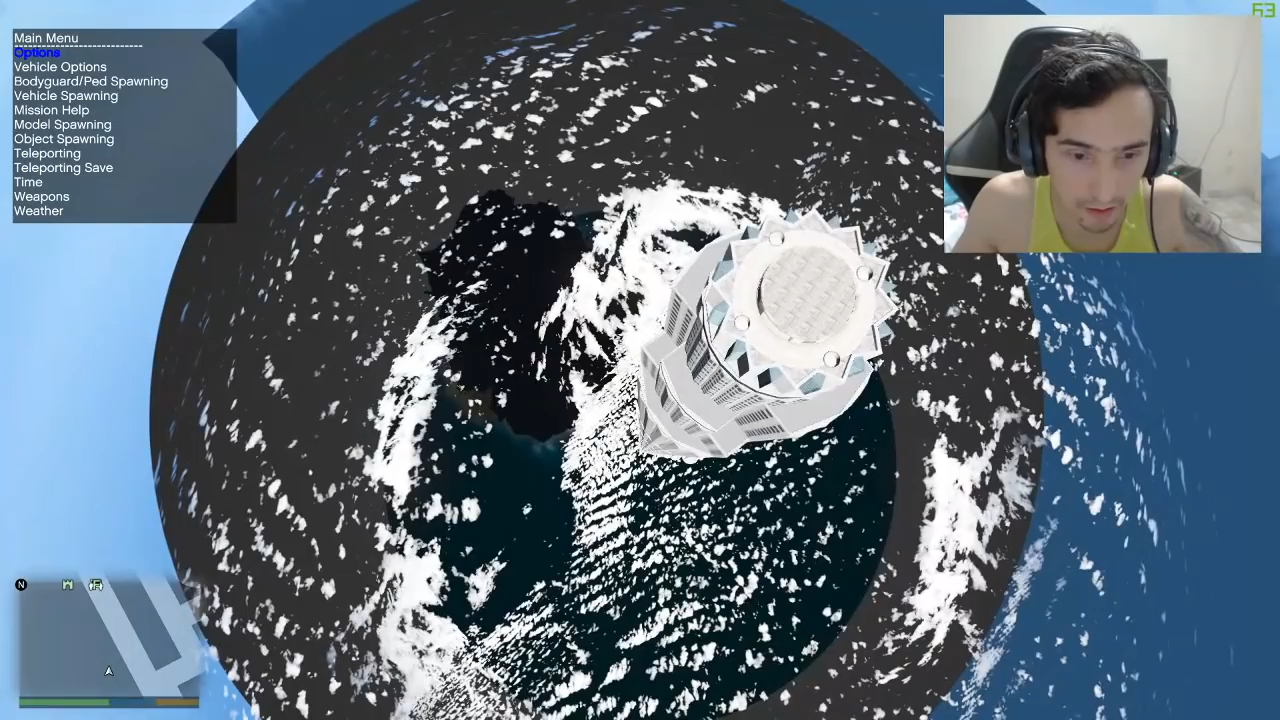 Main Menu
Options
Vehicle Options
Bodyguard/Ped Spawning
Vehicle Spawning
Mission Help
Model Spawning
Object Spawning
Teleporting
Teleporting Save
Time
Weapons
Weather
63
N